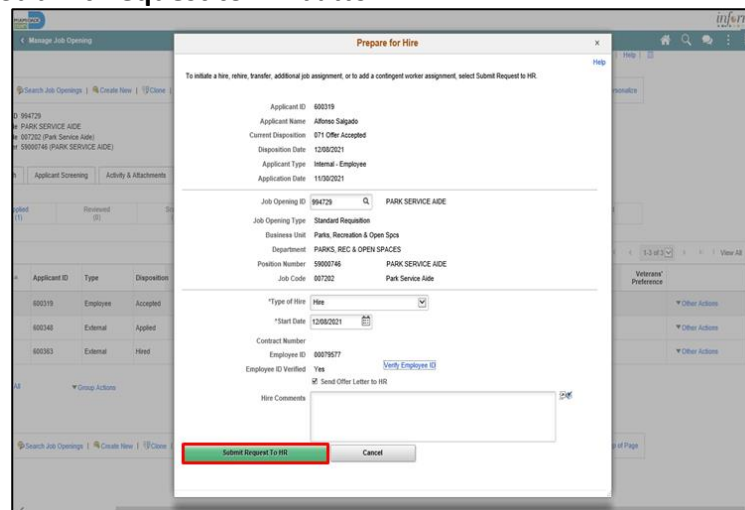 Manage Job Opening
Prepare for Hire
×
Help
Help
To initiate a hire, rehire, transfer, additional job assignment, or to add a contingent worker assignment, select Submit Request to HR.
Search Job Openings | Create New | Clone |
Personalize
Applicant ID 600319
Applicant Name Alfonso Salgado
Current Disposition 071 Offer Accepted
Disposition Date 12/08/2021
Applicant Type Internal - Employee
Application Date 11/30/2021
994729
PARK SERVICE AIDE
007202 (Park Service Aide)
59000746 (PARK SERVICE AIDE)
Applicant Screening Activity & Attachments
Job Opening ID 994729 PARK SERVICE AIDE
Job Opening Type Standard Requisition
Business Unit Parks, Recreation & Open Spcs
Department PARKS, REC & OPEN SPACES
Position Number 59000746 PARK SERVICE AIDE
Job Code 007202 Park Service Aide
Reviewed
(0)
1-3 of 3 View All
Applicant ID Type Disposition
Veterans' Preference
600319 Employee Accepted Other Actions
600348 External Applied Other Actions
600363 External Hired Other Actions
*Type of Hire Hire
*Start Date 12/08/2021
Contract Number
Employee ID 00079577
Employee ID Verified Yes Verify Employee ID
Send Offer Letter to HR
Hire Comments
Group Actions
Search Job Openings | Create New | Clone |
Submit Request To HR Cancel
of Page